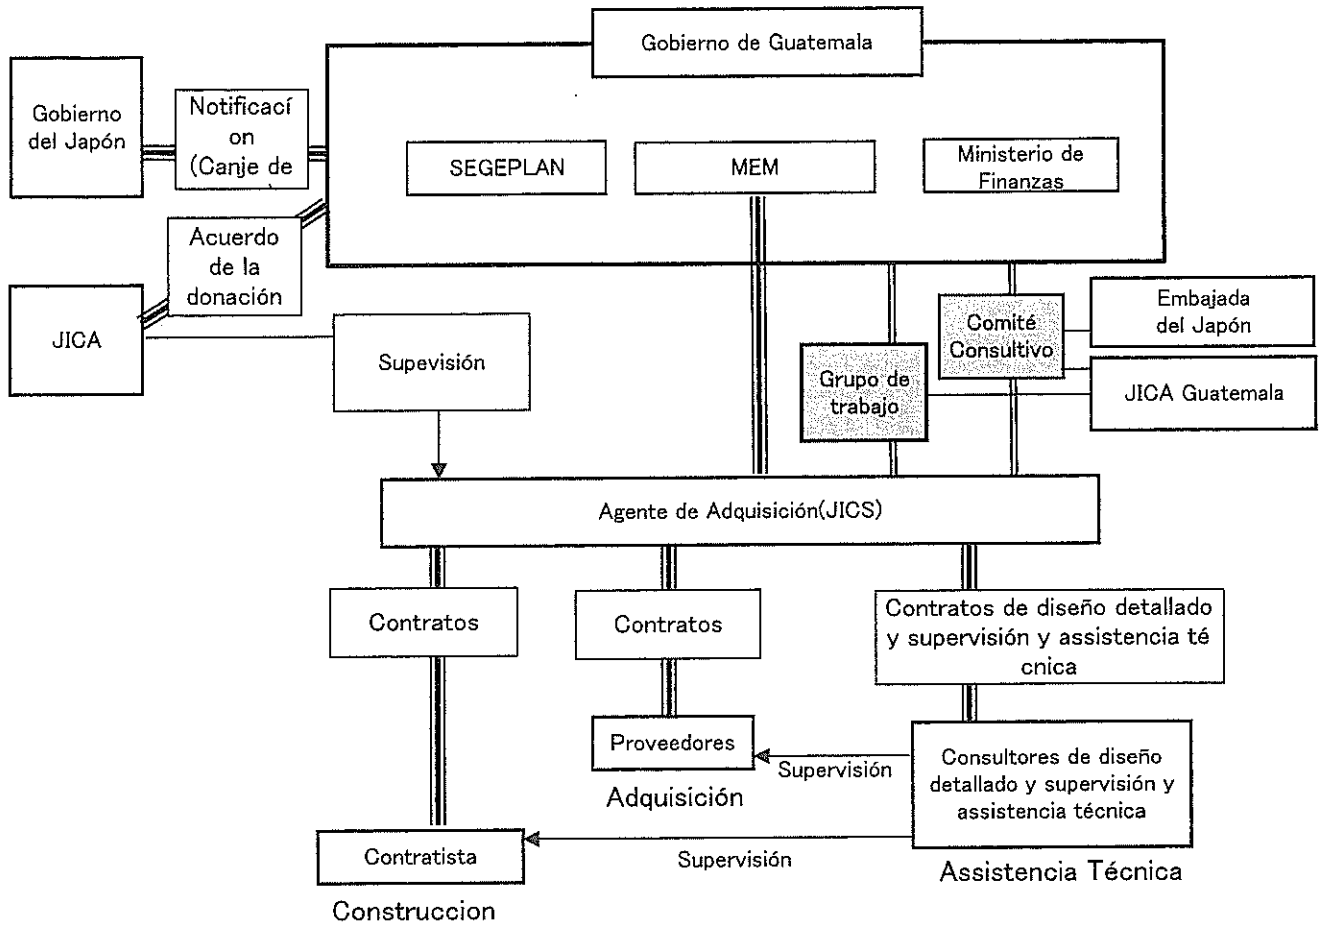 Gobierno de Guatemala
Gobierno
del Japón
Notificací
on
(Canje de
SEGEPLAN
MEM
Ministerio de
Finanzas
Acuerdo
de la
donación
JICA
Supevisión
Comité
Consultivo
Embajada
del Japón
Grupo de
trabajo
JICA Guatemala
Agente de Adquisición(JICS)
Contratos
Contratos
Contratos de diseño detallado
y supervisión y assistencia té
cnica
Proveedores
Supervisión
Adquisición
Consultores de diseño
detallado y supervisión y
assistencia técnica
Contratista
Supervisión
Assistencia Técnica
Construccion